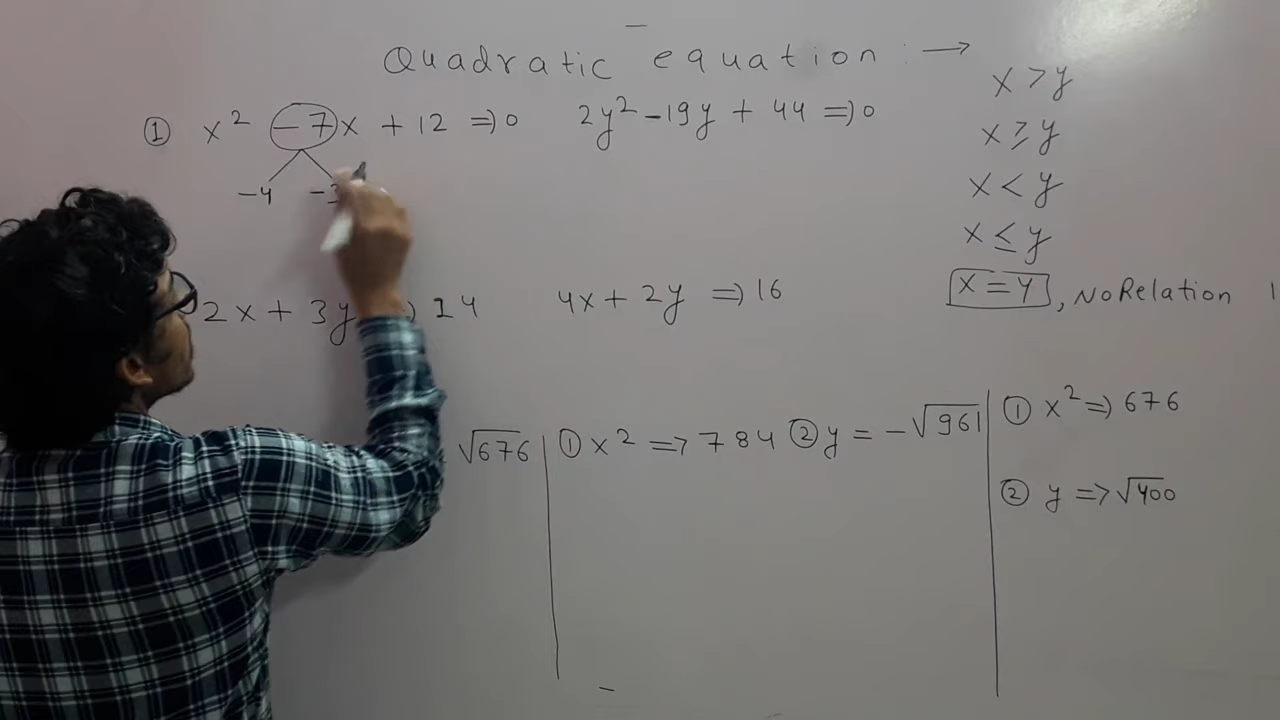 Quadratic equation : →
① x² -7x + 12 => 0 2y² - 19y + 44 => 0
-4 -3
2x + 3y => 14 4x + 2y => 16
√676 ① x² => 784 ② y = -√961
x > y
x ≥ y
x < y
x ≤ y
x = y, No Relation
① x² => 676
② y => √400